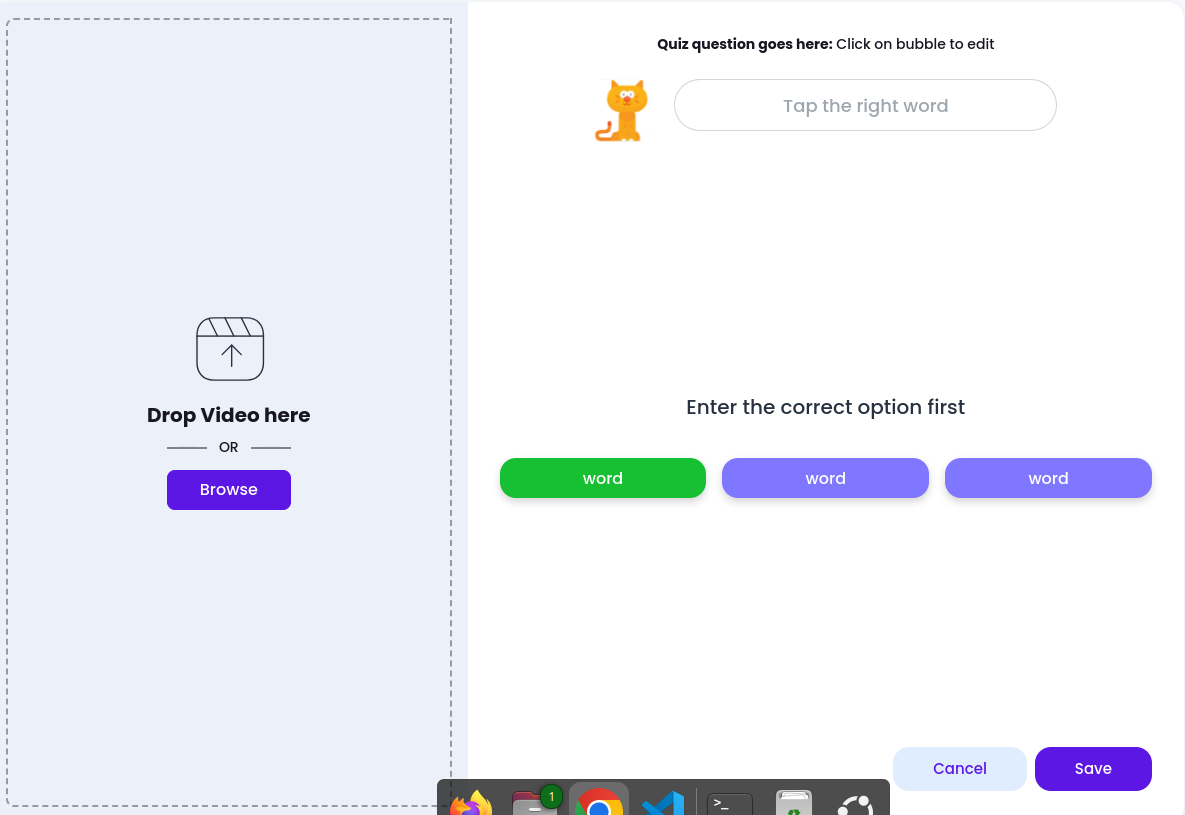 Drop Video here
OR
Browse
Quiz question goes here: Click on bubble to edit
Tap the right word
Enter the correct option first
word
word
word
Cancel
Save
1
>_